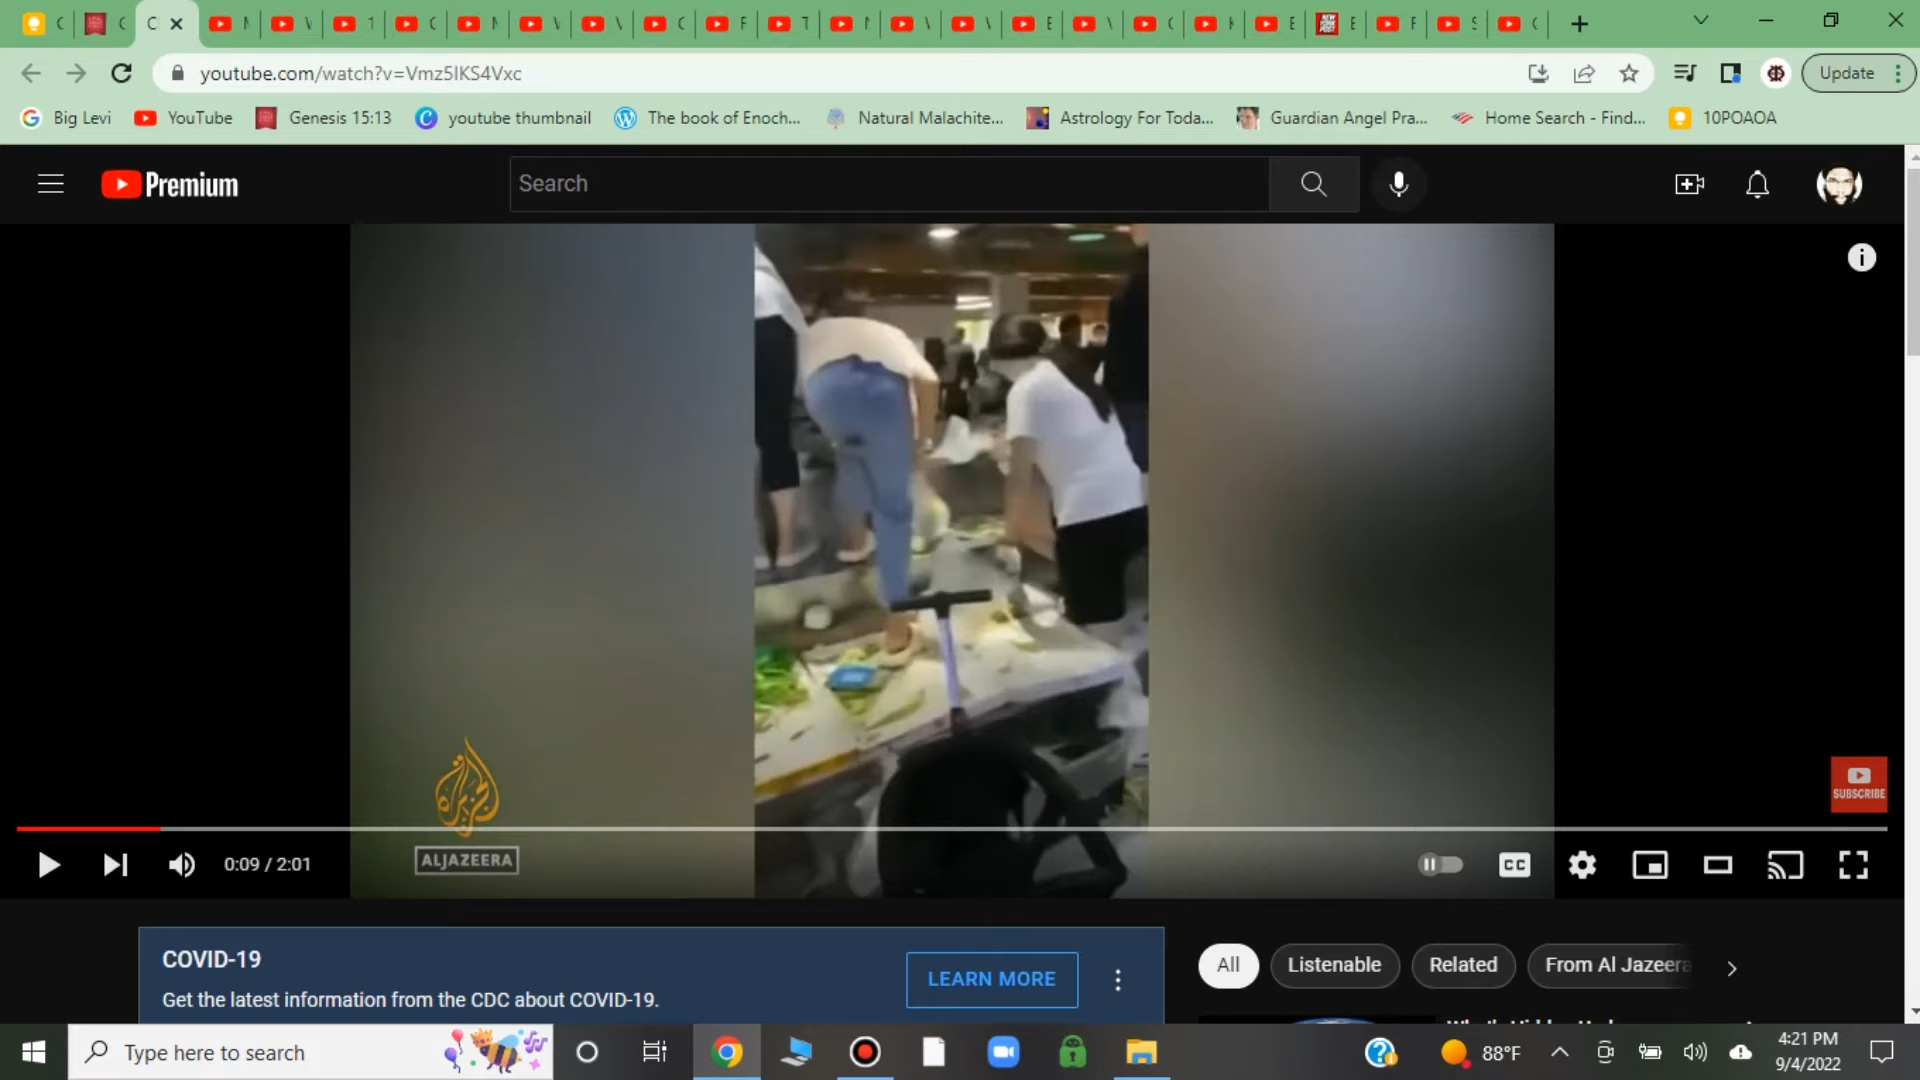 youtube.com/watch?v=Vmz5IKS4Vxc
Update
Big Levi
YouTube
Genesis 15:13
youtube thumbnail
The book of Enoch...
Natural Malachite...
Astrology For Toda...
Guardian Angel Pra...
Home Search - Find...
10POAOA
Premium
Search
SUBSCRIBE
0:09 / 2:01
ALJAZEERA
CC
COVID-19
Get the latest information from the CDC about COVID-19.
LEARN MORE
All
Listenable
Related
From Al Jazeera
Type here to search
88°F
4:21 PM
9/4/2022